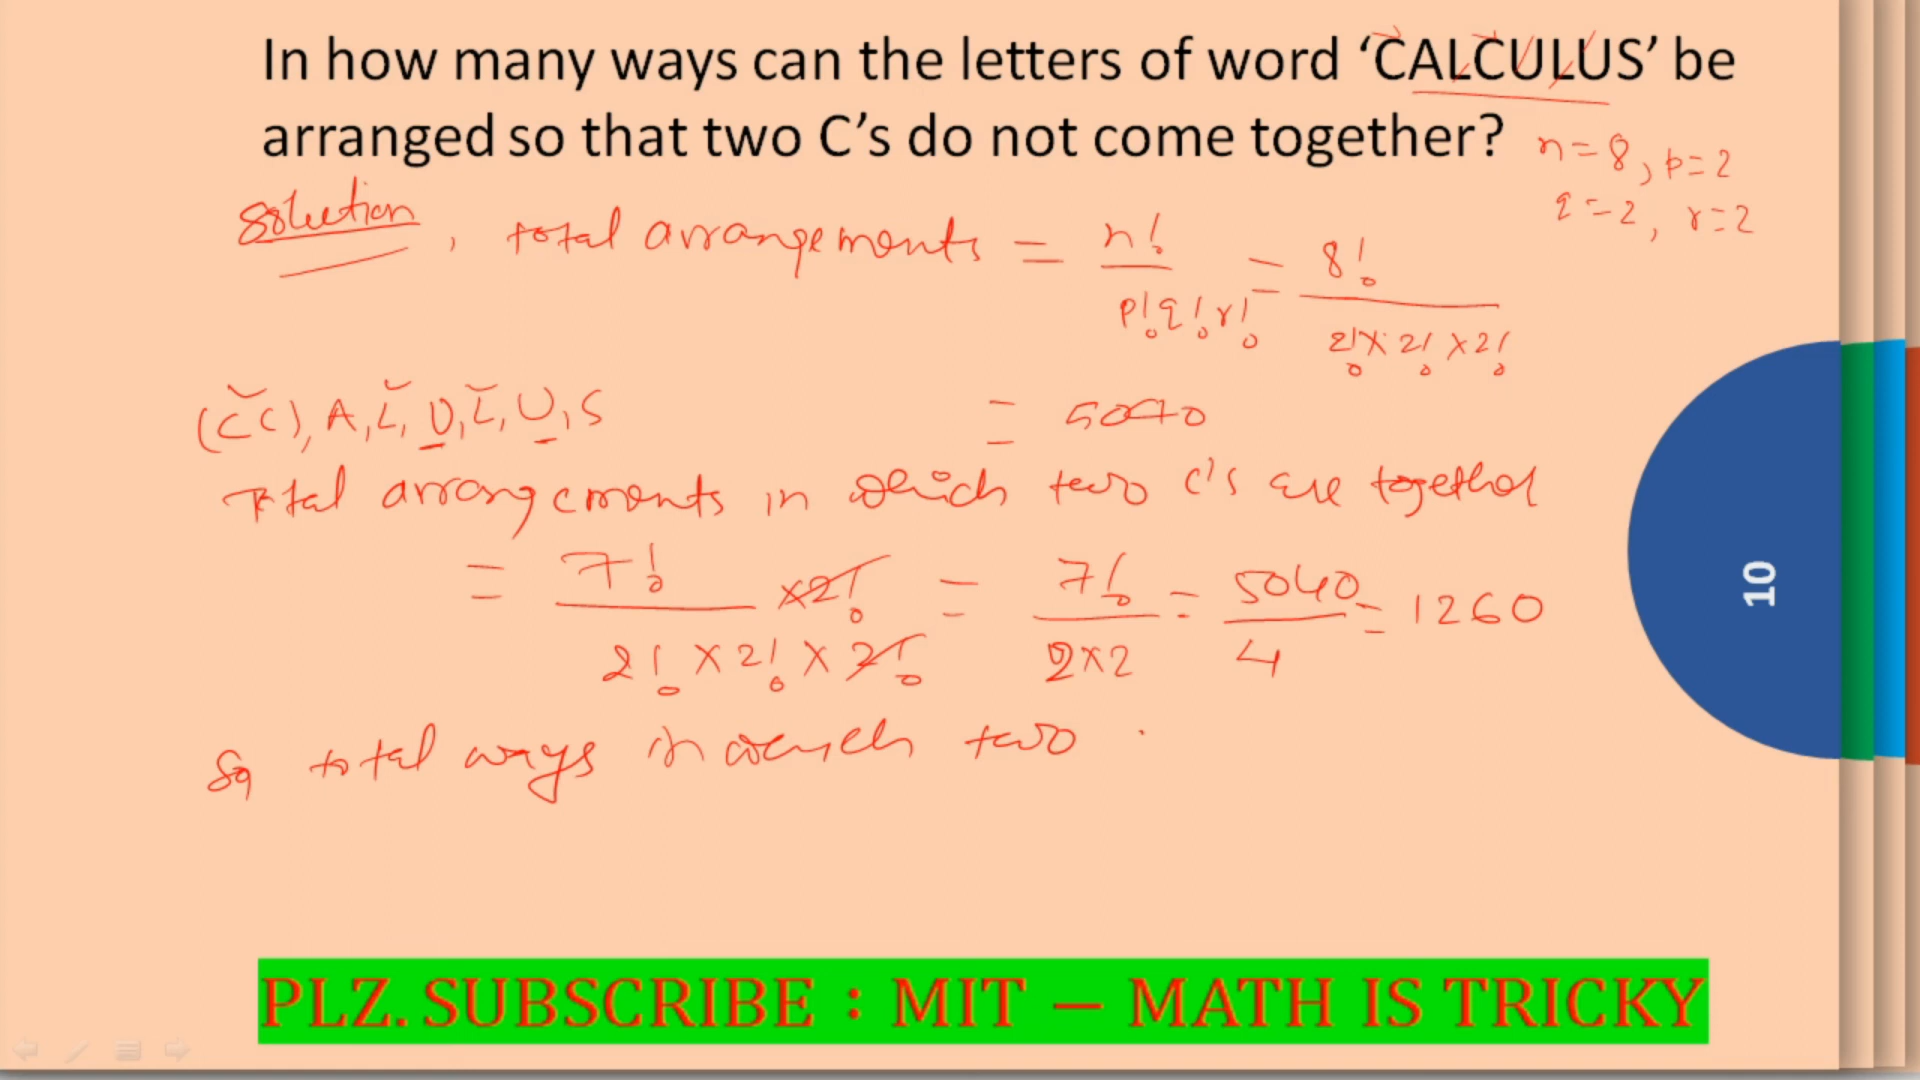 In how many ways can the letters of word ‘CALCULUS’ be
arranged so that two C’s do not come together?
n=8, p=2
q=2, r=2
Solution, total arrangements = n!/p!q!r! = 8!/2!×2!×2!
(CC), A, L, U, L, U, S
= 5040
Total arrangements in which two C's are together
= 7!/2!×2!×2! ×2! = 7!/2×2 = 5040/4 = 1260
So total ways in which two
10
PLZ. SUBSCRIBE : MIT – MATH IS TRICKY